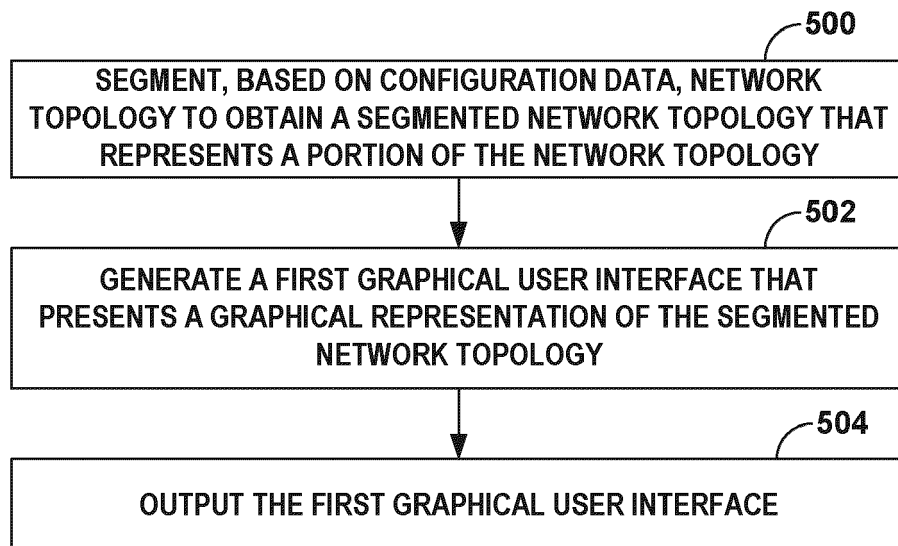 500
SEGMENT, BASED ON CONFIGURATION DATA, NETWORK
TOPOLOGY TO OBTAIN A SEGMENTED NETWORK TOPOLOGY THAT
REPRESENTS A PORTION OF THE NETWORK TOPOLOGY
502
GENERATE A FIRST GRAPHICAL USER INTERFACE THAT
PRESENTS A GRAPHICAL REPRESENTATION OF THE SEGMENTED
NETWORK TOPOLOGY
504
OUTPUT THE FIRST GRAPHICAL USER INTERFACE